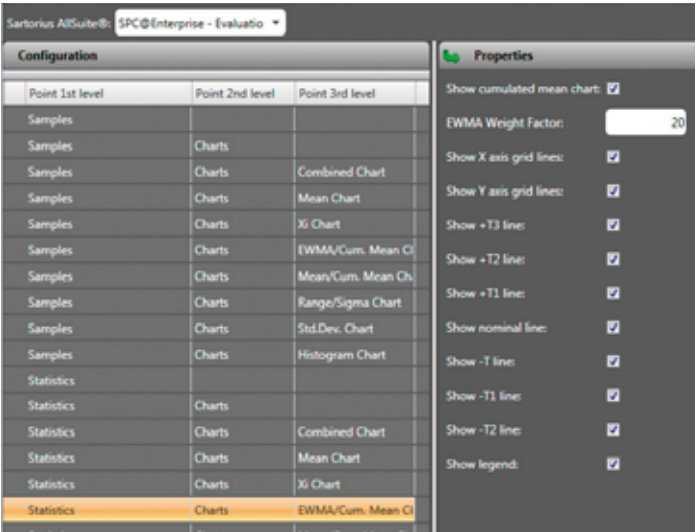 Sartorius AllSuite®: SPC@Enterprise - Evaluatio
Configuration
Point 1st level Point 2nd level Point 3rd level
Samples
Samples Charts
Samples Charts Combined Chart
Samples Charts Mean Chart
Samples Charts Xi Chart
Samples Charts EWMA/Cum. Mean Cl
Samples Charts Mean/Cum. Mean Ch
Samples Charts Range/Sigma Chart
Samples Charts Std.Dev. Chart
Samples Charts Histogram Chart
Statistics
Statistics Charts
Statistics Charts Combined Chart
Statistics Charts Mean Chart
Statistics Charts Xi Chart
Statistics Charts EWMA/Cum. Mean Cl
Properties
Show cumulated mean chart:
EWMA Weight Factor: 20
Show X axis grid lines:
Show Y axis grid lines:
Show +T3 line:
Show +T2 line:
Show +T1 line:
Show nominal line:
Show -T line:
Show -T1 line:
Show -T2 line:
Show legend: